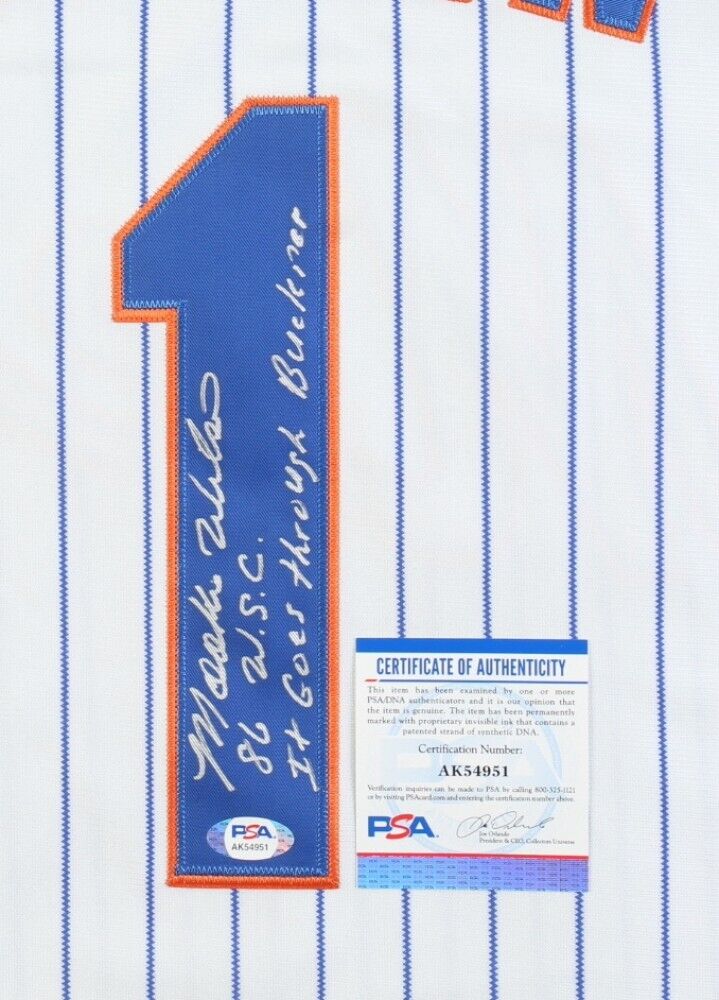 1
Mookie Wilson
86 W.S.C.
It Goes through Buckner
PSA
AK54951
CERTIFICATE OF AUTHENTICITY
This item has been examined by one or more
PSA/DNA authenticators and it is our opinion that
the item is genuine. The item has been permanently
marked with proprietary invisible ink that contains a
patented strand of synthetic DNA.
Certification Number:
AK54951
Verification inquiries can be made to PSA by calling 800-325-1121
or by visiting PSAcard.com and entering the certification number above.
PSA
Joe Orlando
President & CEO, Collectors Universe